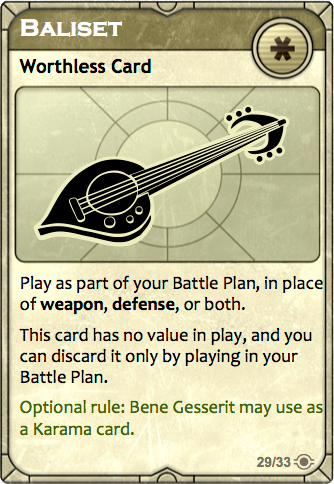 Baliset
Worthless Card
Play as part of your Battle Plan, in place
of weapon, defense, or both.
This card has no value in play, and you
can discard it only by playing in your
Battle Plan.
Optional rule: Bene Gesserit may use as
a Karama card.
29/33